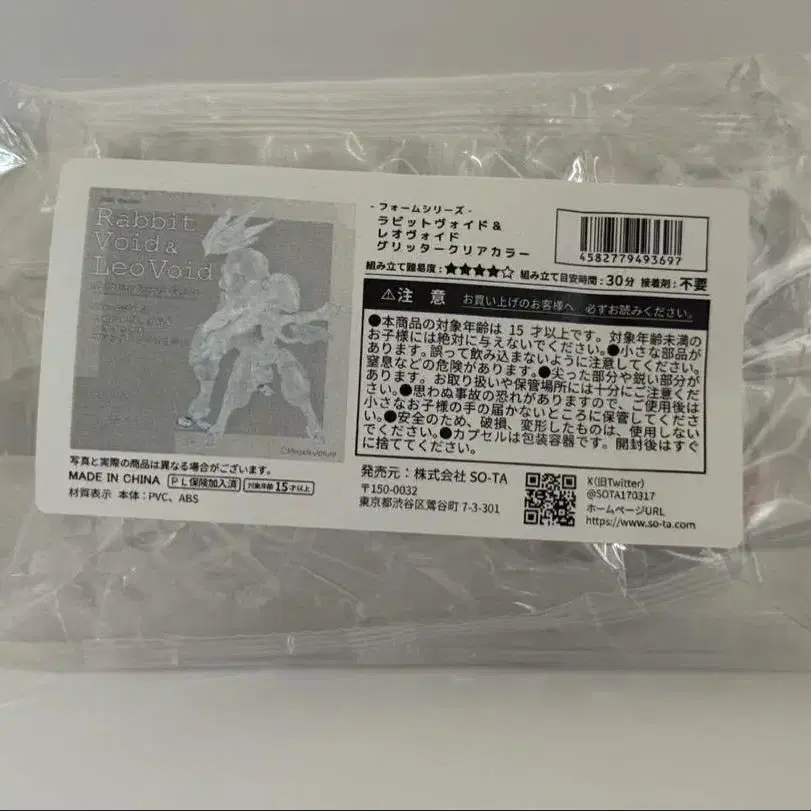 Rabbit
Void &
LeoVoid
写真と実際の商品は異なる場合がございます。
MADE IN CHINA PL保険加入済 対象年齢15才以上
材質表示 本体:PVC、ABS
- フォームシリーズ -
ラビットヴォイド&
レオヴォイド
グリッタークリアカラー
4582779493697
組み立て難易度:★★★★☆ 組み立て目安時間:30分 接着剤:不要
⚠注 意 お買い上げのお客様へ 必ずお読みください。
●本商品の対象年齢は 15 才以上です。対象年齢未満の
お子様には絶対に与えないでください。●小さな部品が
あります。誤って飲み込まないように注意してください。
窒息などの危険があります。●尖った部分や鋭い部分が
あります。お取り扱いや保管場所には十分にご注意くださ
い。●思わぬ事故の恐れがありますので、ご使用後は
小さなお子様の手の届かないところに保管してくださ
い。●安全のため、破損、変形したものは、使用しない
でください。●カプセルは包装容器です。開封後はすぐ
に捨ててください。
発売元:株式会社 SO-TA
〒150-0032
東京都渋谷区鶯谷町 7-3-301
X(旧Twitter)
@SOTA170317
ホームページURL
https://www.so-ta.com